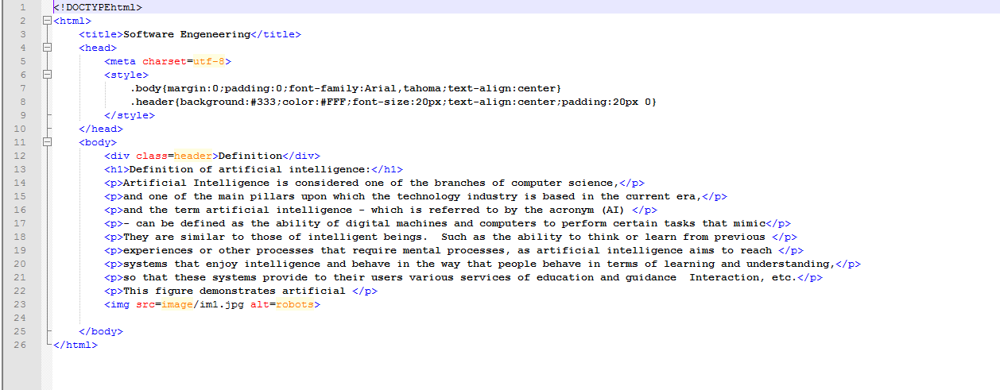 1 <!DOCTYPEhtml>
2 <html>
3 <title>Software Engeneering</title>
4 <head>
5 <meta charset=utf-8>
6 <style>
7 .body{margin:0;padding:0;font-family:Arial,tahoma;text-align:center}
8 .header{background:#333;color:#FFF;font-size:20px;text-align:center;padding:20px 0}
9 </style>
10 </head>
11 <body>
12 <div class=header>Definition</div>
13 <h1>Definition of artificial intelligence:</h1>
14 <p>Artificial Intelligence is considered one of the branches of computer science,</p>
15 <p>and one of the main pillars upon which the technology industry is based in the current era,</p>
16 <p>and the term artificial intelligence - which is referred to by the acronym (AI) </p>
17 <p>- can be defined as the ability of digital machines and computers to perform certain tasks that mimic</p>
18 <p>They are similar to those of intelligent beings.  Such as the ability to think or learn from previous </p>
19 <p>experiences or other processes that require mental processes, as artificial intelligence aims to reach </p>
20 <p>systems that enjoy intelligence and behave in the way that people behave in terms of learning and understanding,</p>
21 <p>so that these systems provide to their users various services of education and guidance  Interaction, etc.</p>
22 <p>This figure demonstrates artificial </p>
23 <img src=image/im1.jpg alt=robots>
24
25 </body>
26 </html>